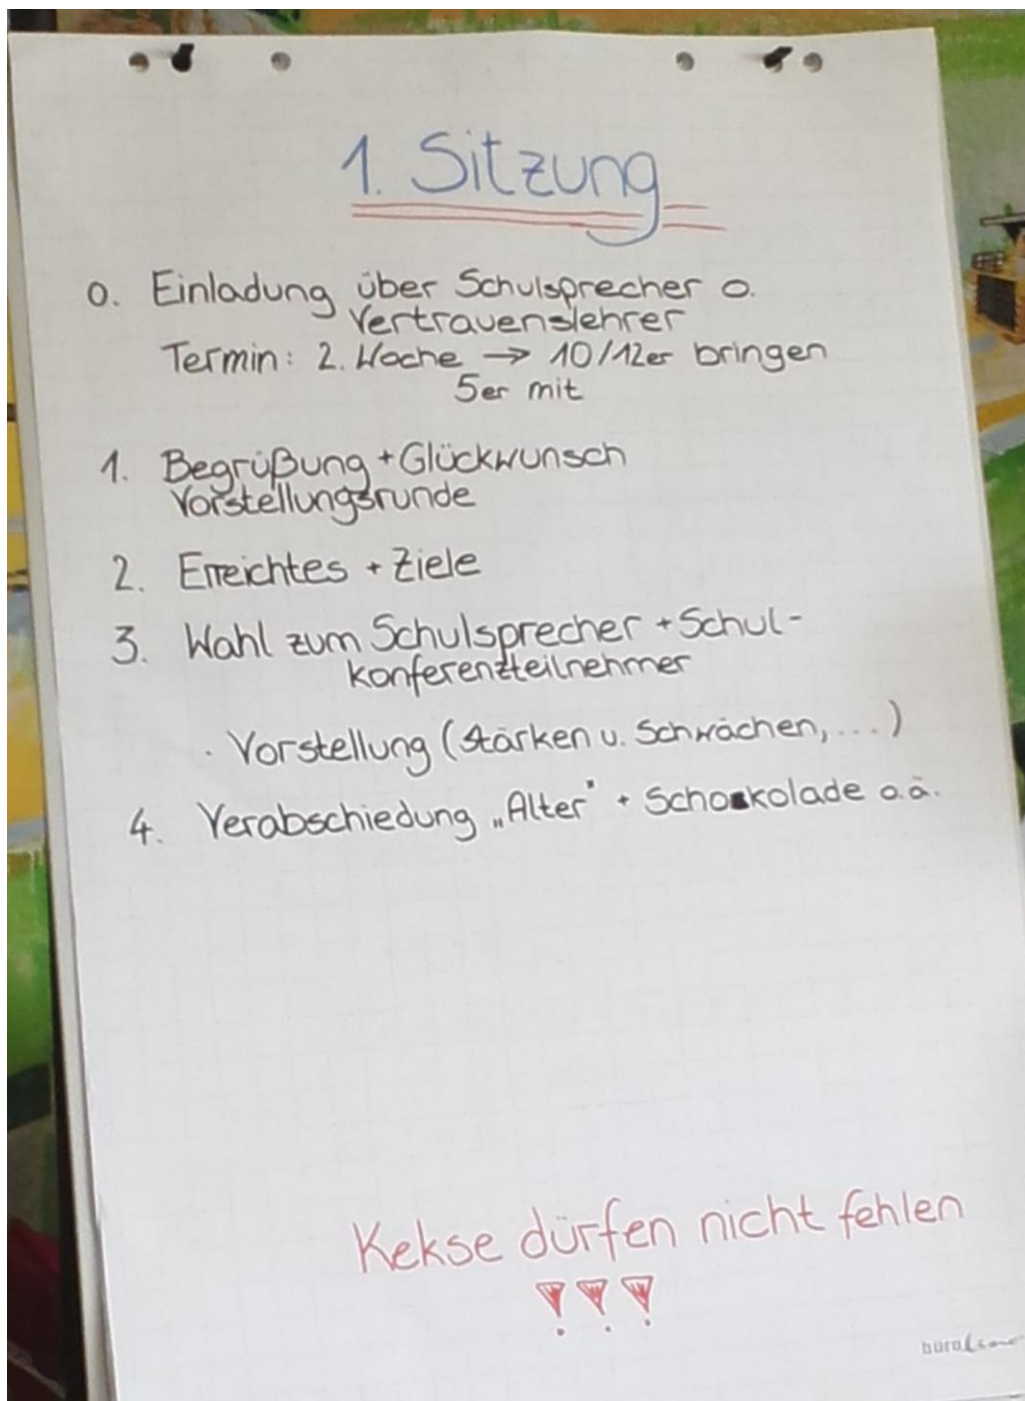 1. Sitzung
0. Einladung über Schulsprecher o.
Vertrauenslehrer
Termin: 2. Woche → 10/12er bringen
5er mit
1. Begrüßung + Glückwunsch
Vorstellungsrunde
2. Erreichtes + Ziele
3. Wahl zum Schulsprecher + Schul-
konferenzteilnehmer
· Vorstellung (Stärken u. Schwächen, ...)
4. Verabschiedung „Alter" + Schokolade o.ä.
Kekse dürfen nicht fehlen
!!!